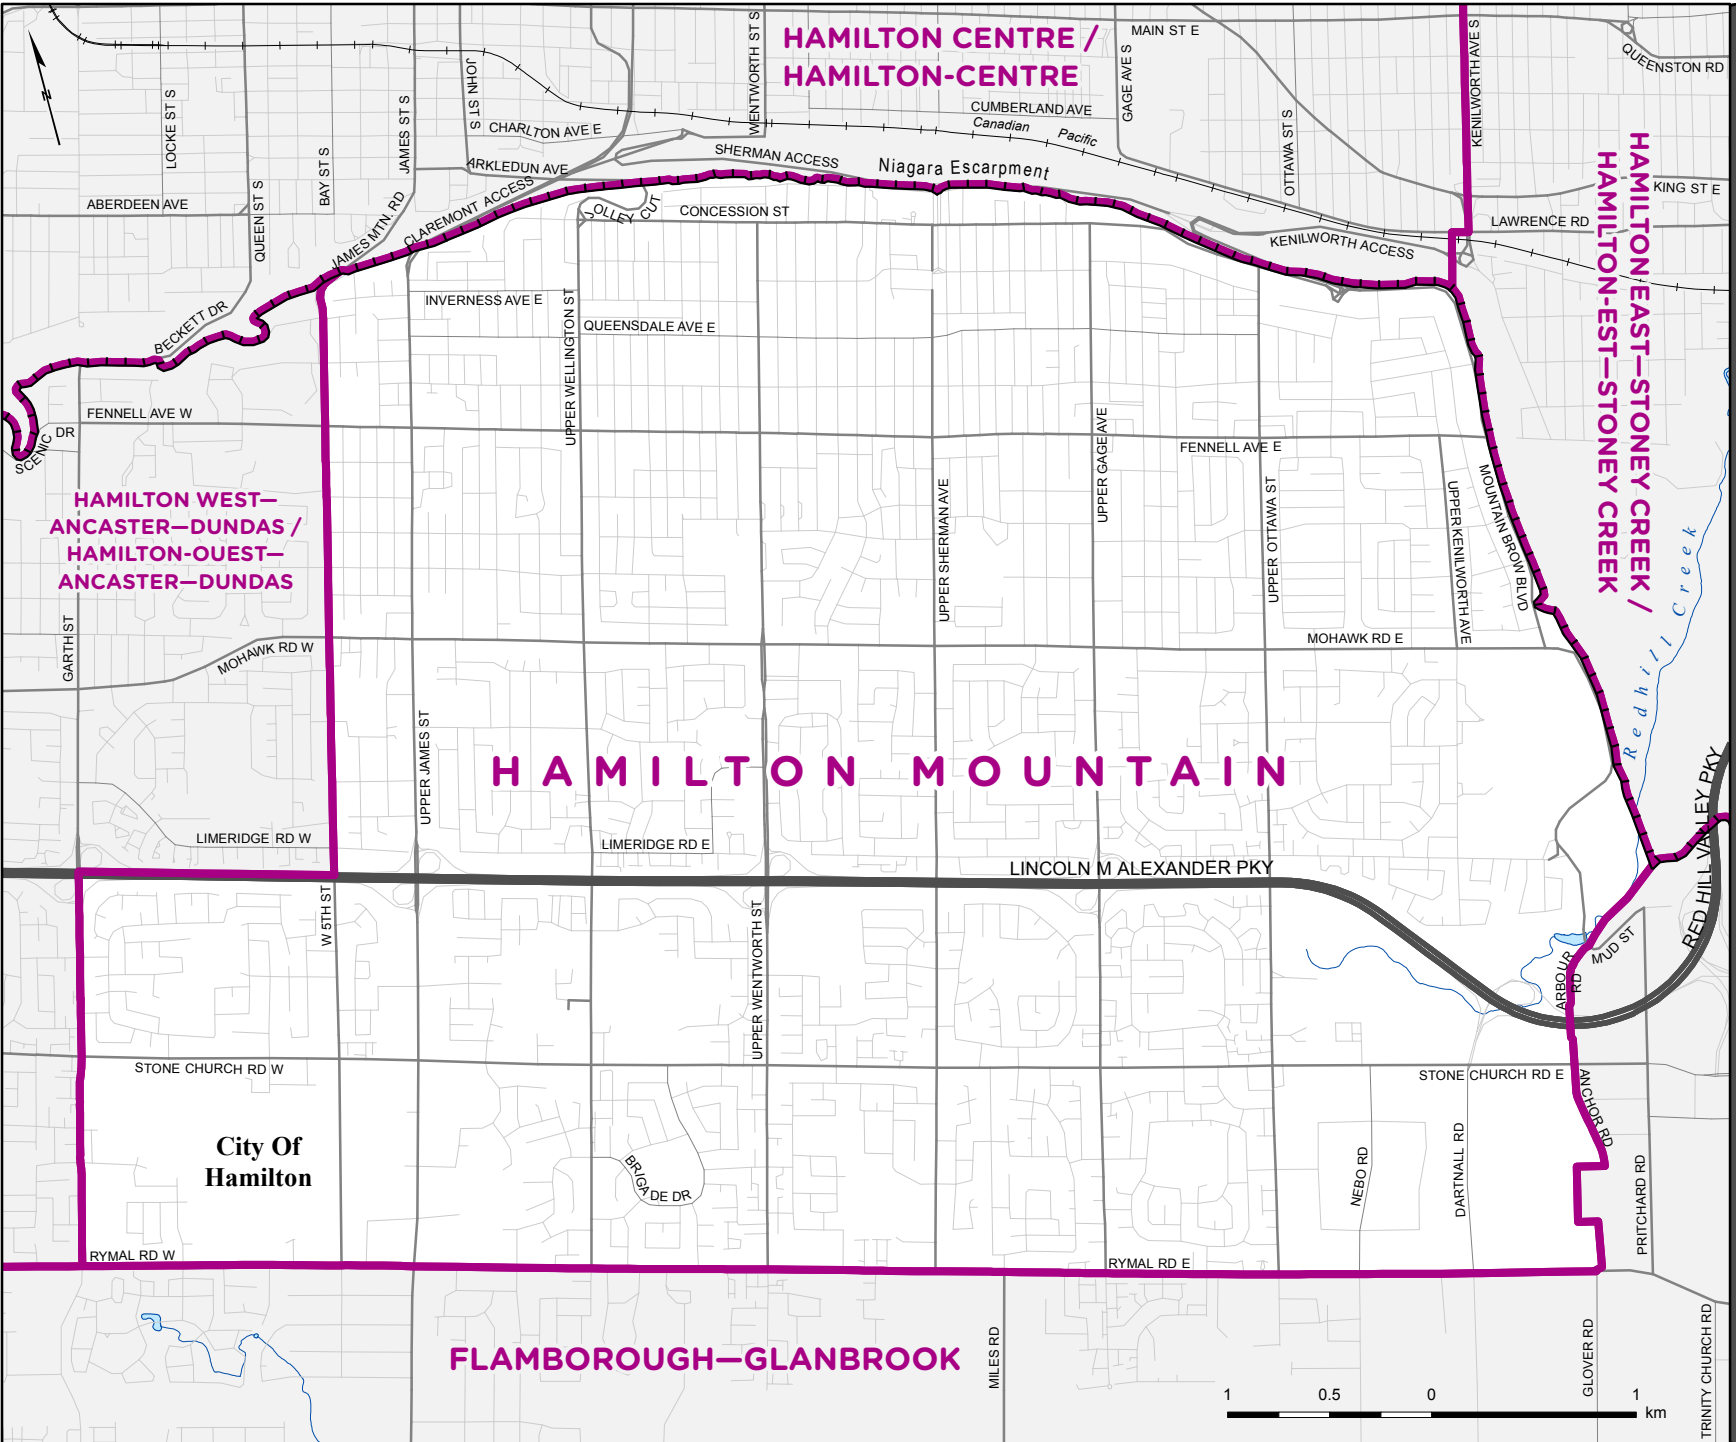 HAMILTON CENTRE /
HAMILTON-CENTRE
MAIN ST E
QUEENSTON RD
KENILWORTH AVE S
GAGE AVE S
WENTWORTH ST S
JOHN ST S
JAMES ST S
LOCKE ST S
BAY ST S
QUEEN ST S
OTTAWA ST S
N
CUMBERLAND AVE
Canadian Pacific
CHARLTON AVE E
ARKLEDUN AVE
SHERMAN ACCESS
Niagara Escarpment
KING ST E
LAWRENCE RD
KENILWORTH ACCESS
ABERDEEN AVE
CLAREMONT ACCESS
JAMES MTN. RD
JOLLEY CUT
CONCESSION ST
HAMILTON EAST—STONEY CREEK /
HAMILTON-EST—STONEY CREEK
BECKETT DR
INVERNESS AVE E
QUEENSDALE AVE E
UPPER WELLINGTON ST
FENNELL AVE W
SCENIC DR
FENNELL AVE E
UPPER GAGE AVE
UPPER SHERMAN AVE
UPPER OTTAWA ST
UPPER KENILWORTH AVE
MOUNTAIN BROW BLVD
HAMILTON WEST—
ANCASTER—DUNDAS /
HAMILTON-OUEST—
ANCASTER—DUNDAS
Redhill Creek
GARTH ST
MOHAWK RD W
MOHAWK RD E
UPPER JAMES ST
HAMILTON MOUNTAIN
LIMERIDGE RD W
LIMERIDGE RD E
LINCOLN M ALEXANDER PKY
RED HILL VALLEY PKY
W 5TH ST
UPPER WENTWORTH ST
ARBOUR RD
MUD ST
STONE CHURCH RD W
STONE CHURCH RD E
ANCHOR RD
City Of
Hamilton
BRIGADE DR
NEBO RD
DARTNALL RD
PRITCHARD RD
RYMAL RD W
RYMAL RD E
FLAMBOROUGH—GLANBROOK
MILES RD
GLOVER RD
TRINITY CHURCH RD
1 0.5 0 1
km